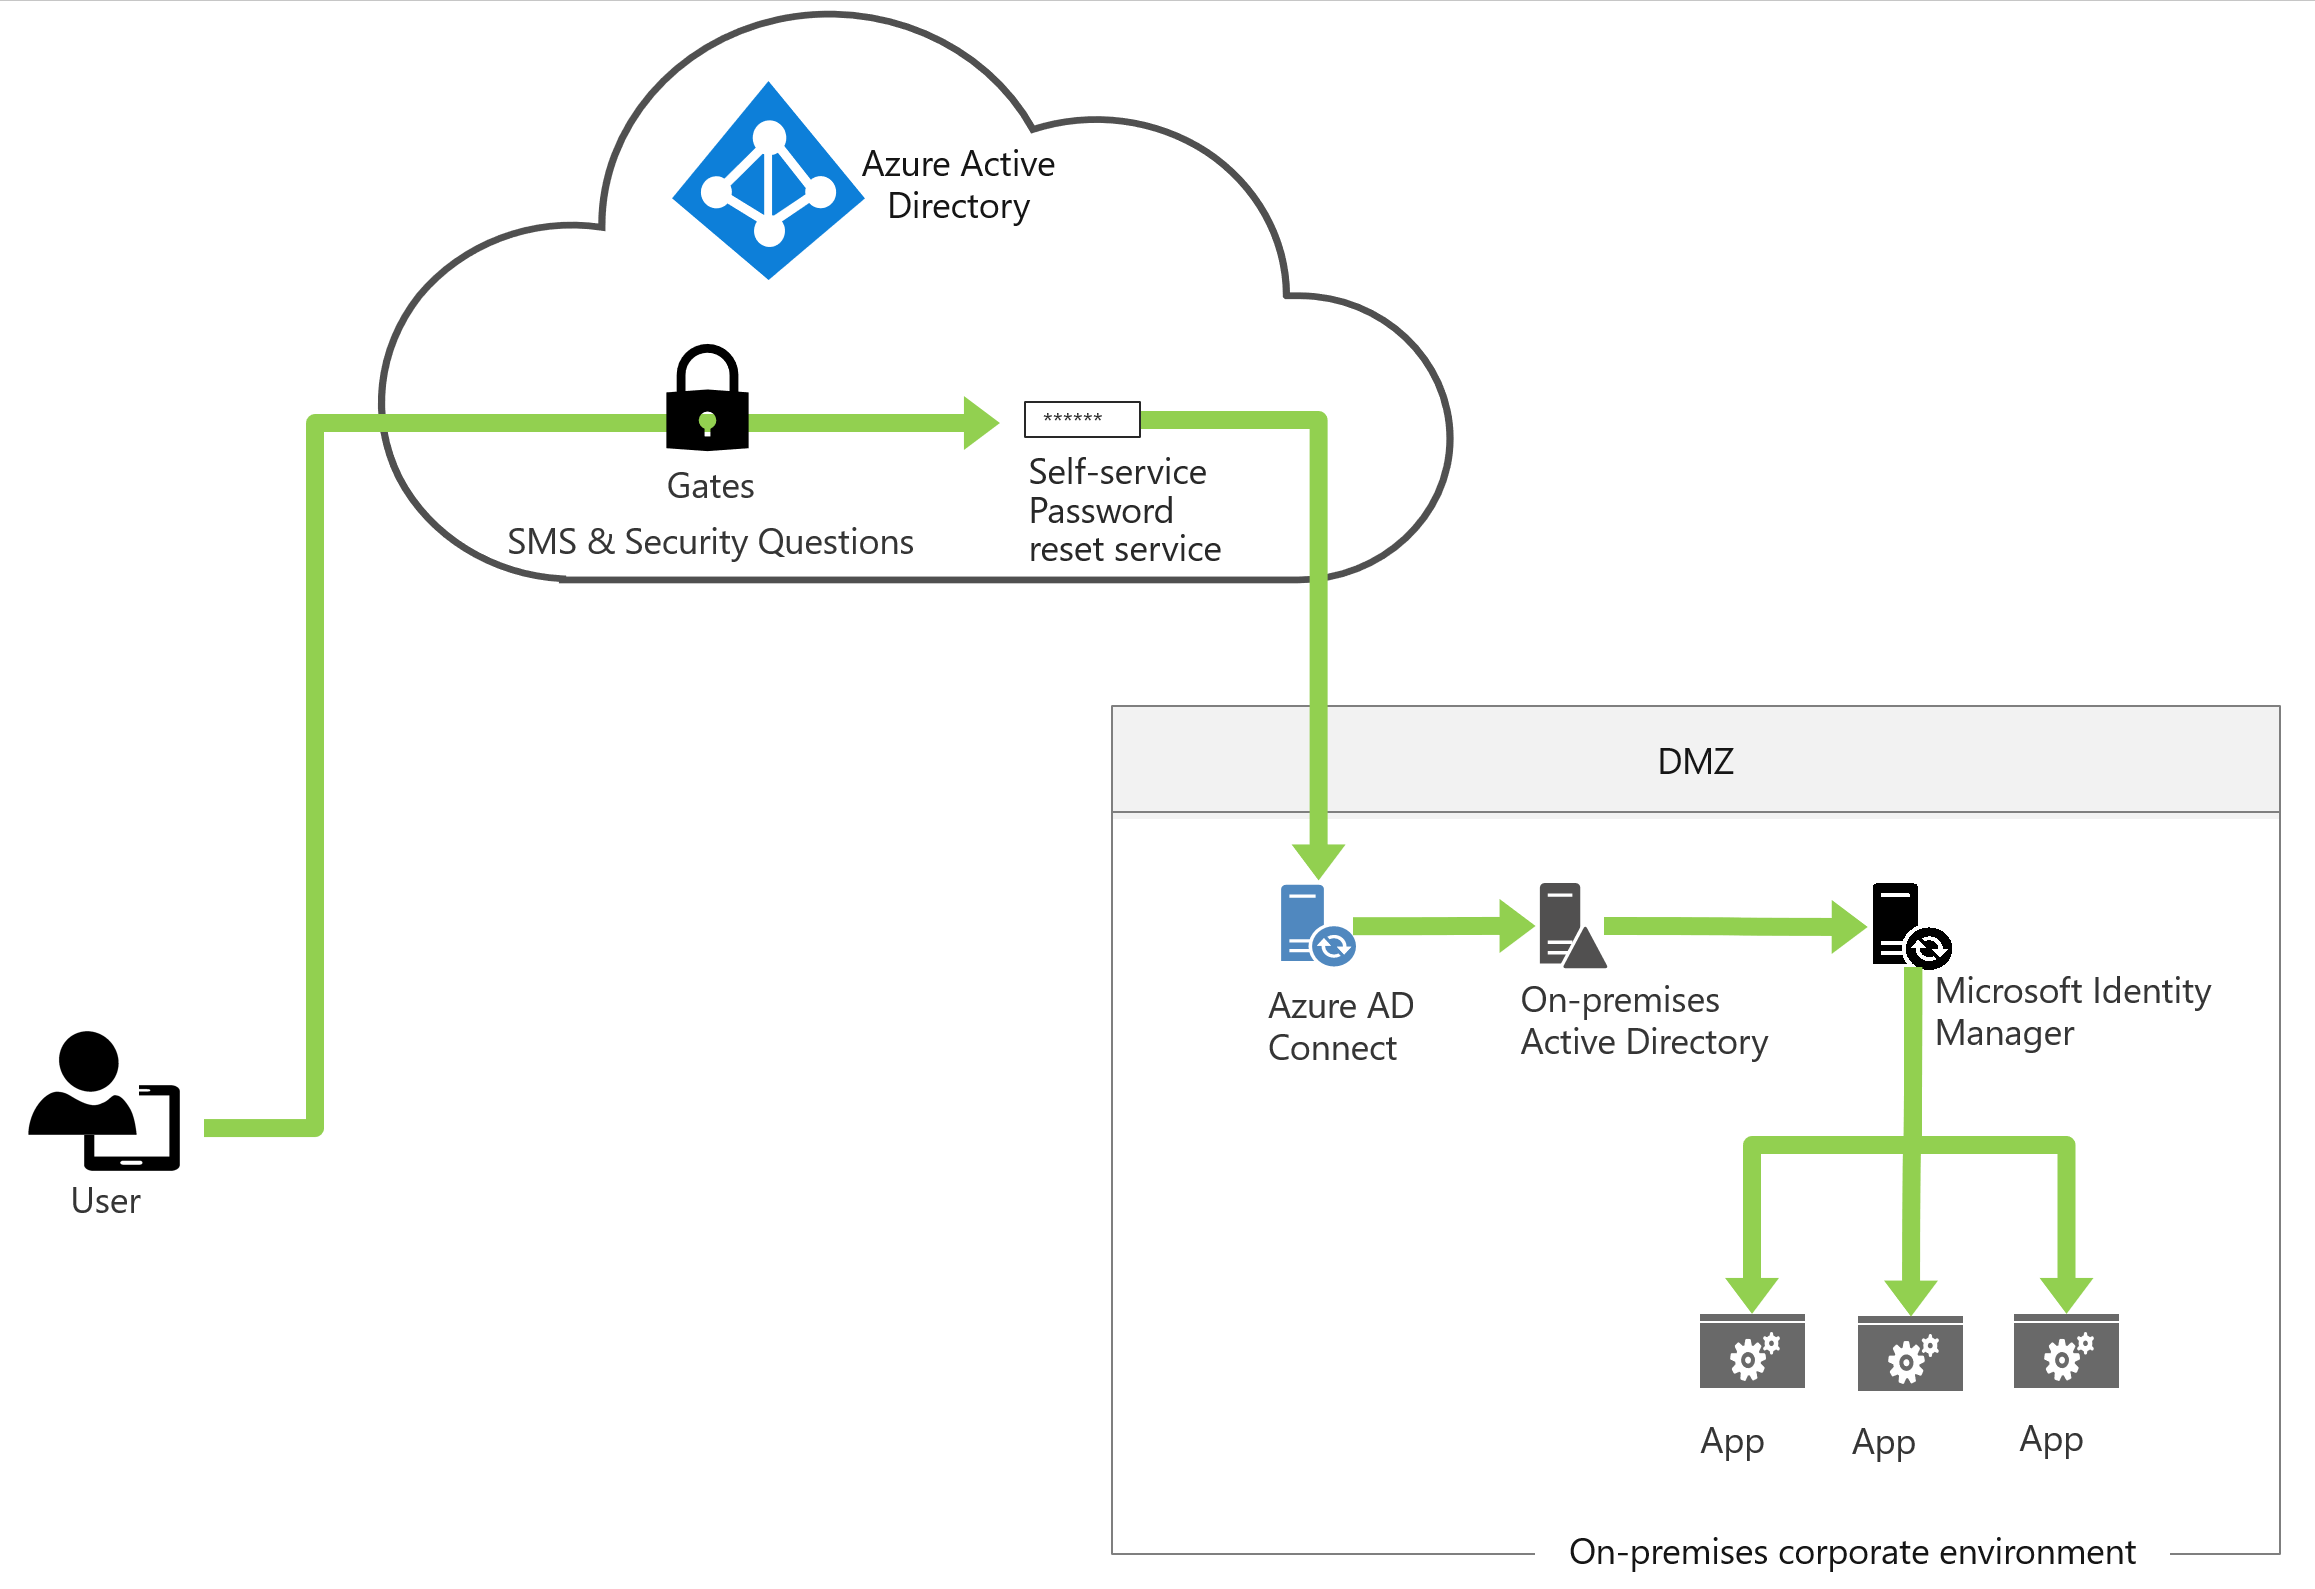 Azure Active
Directory
******
Gates
SMS & Security Questions
Self-service
Password
reset service
DMZ
Azure AD
Connect
On-premises
Active Directory
Microsoft Identity
Manager
User
App
App
App
On-premises corporate environment